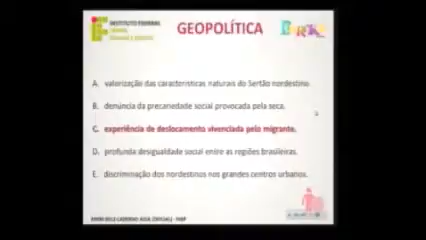 INSTITUTO FEDERAL
GEOPOLÍTICA
A. valorização das características naturais do Sertão nordestino.
B. denúncia da precariedade social provocada pela seca.
C. experiência de deslocamento vivenciada pelo migrante.
D. profunda desigualdade social entre as regiões brasileiras.
E. discriminação dos nordestinos nos grandes centros urbanos.